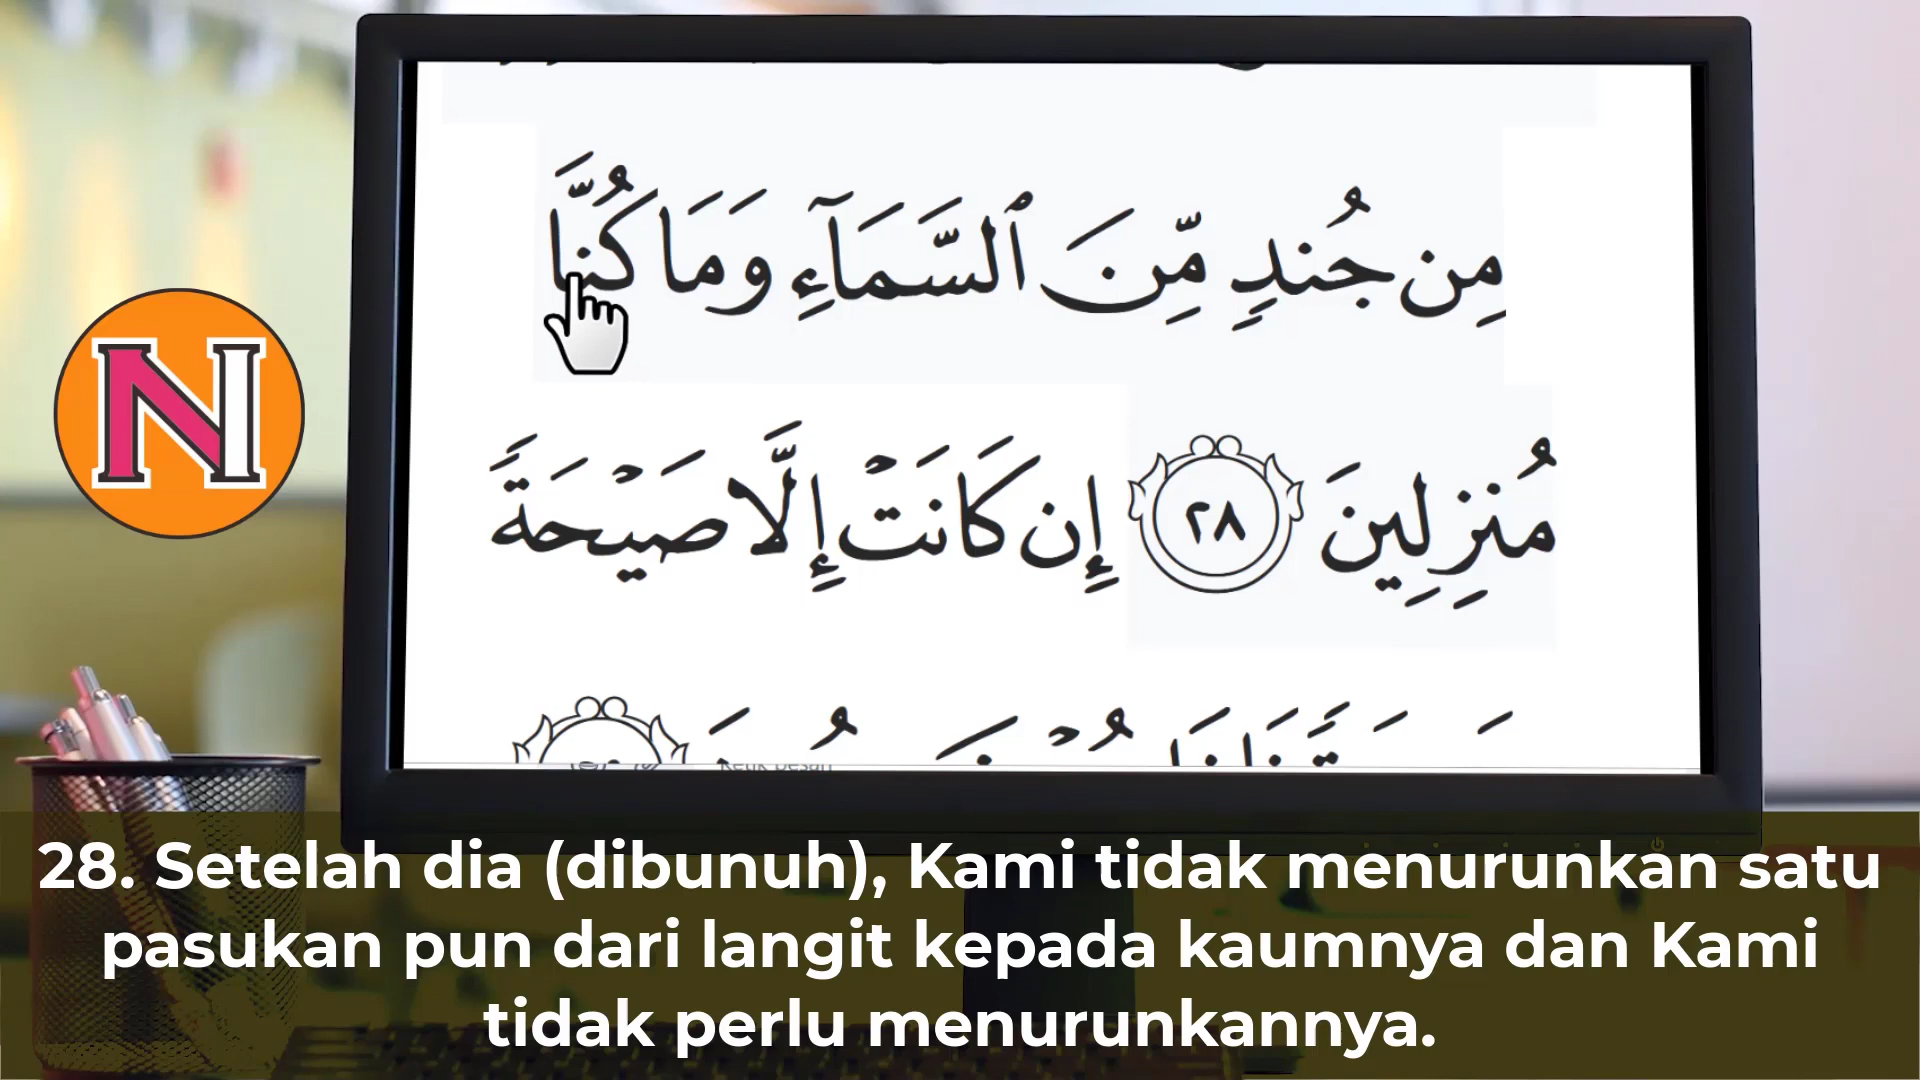 مِن جُندٍ مِّنَ ٱلسَّمَآءِ وَمَا كُنَّا
مُنزِلِينَ ٢٨ إِن كَانَتْ إِلَّا صَيْحَةً
N
28. Setelah dia (dibunuh), Kami tidak menurunkan satu
pasukan pun dari langit kepada kaumnya dan Kami
tidak perlu menurunkannya.